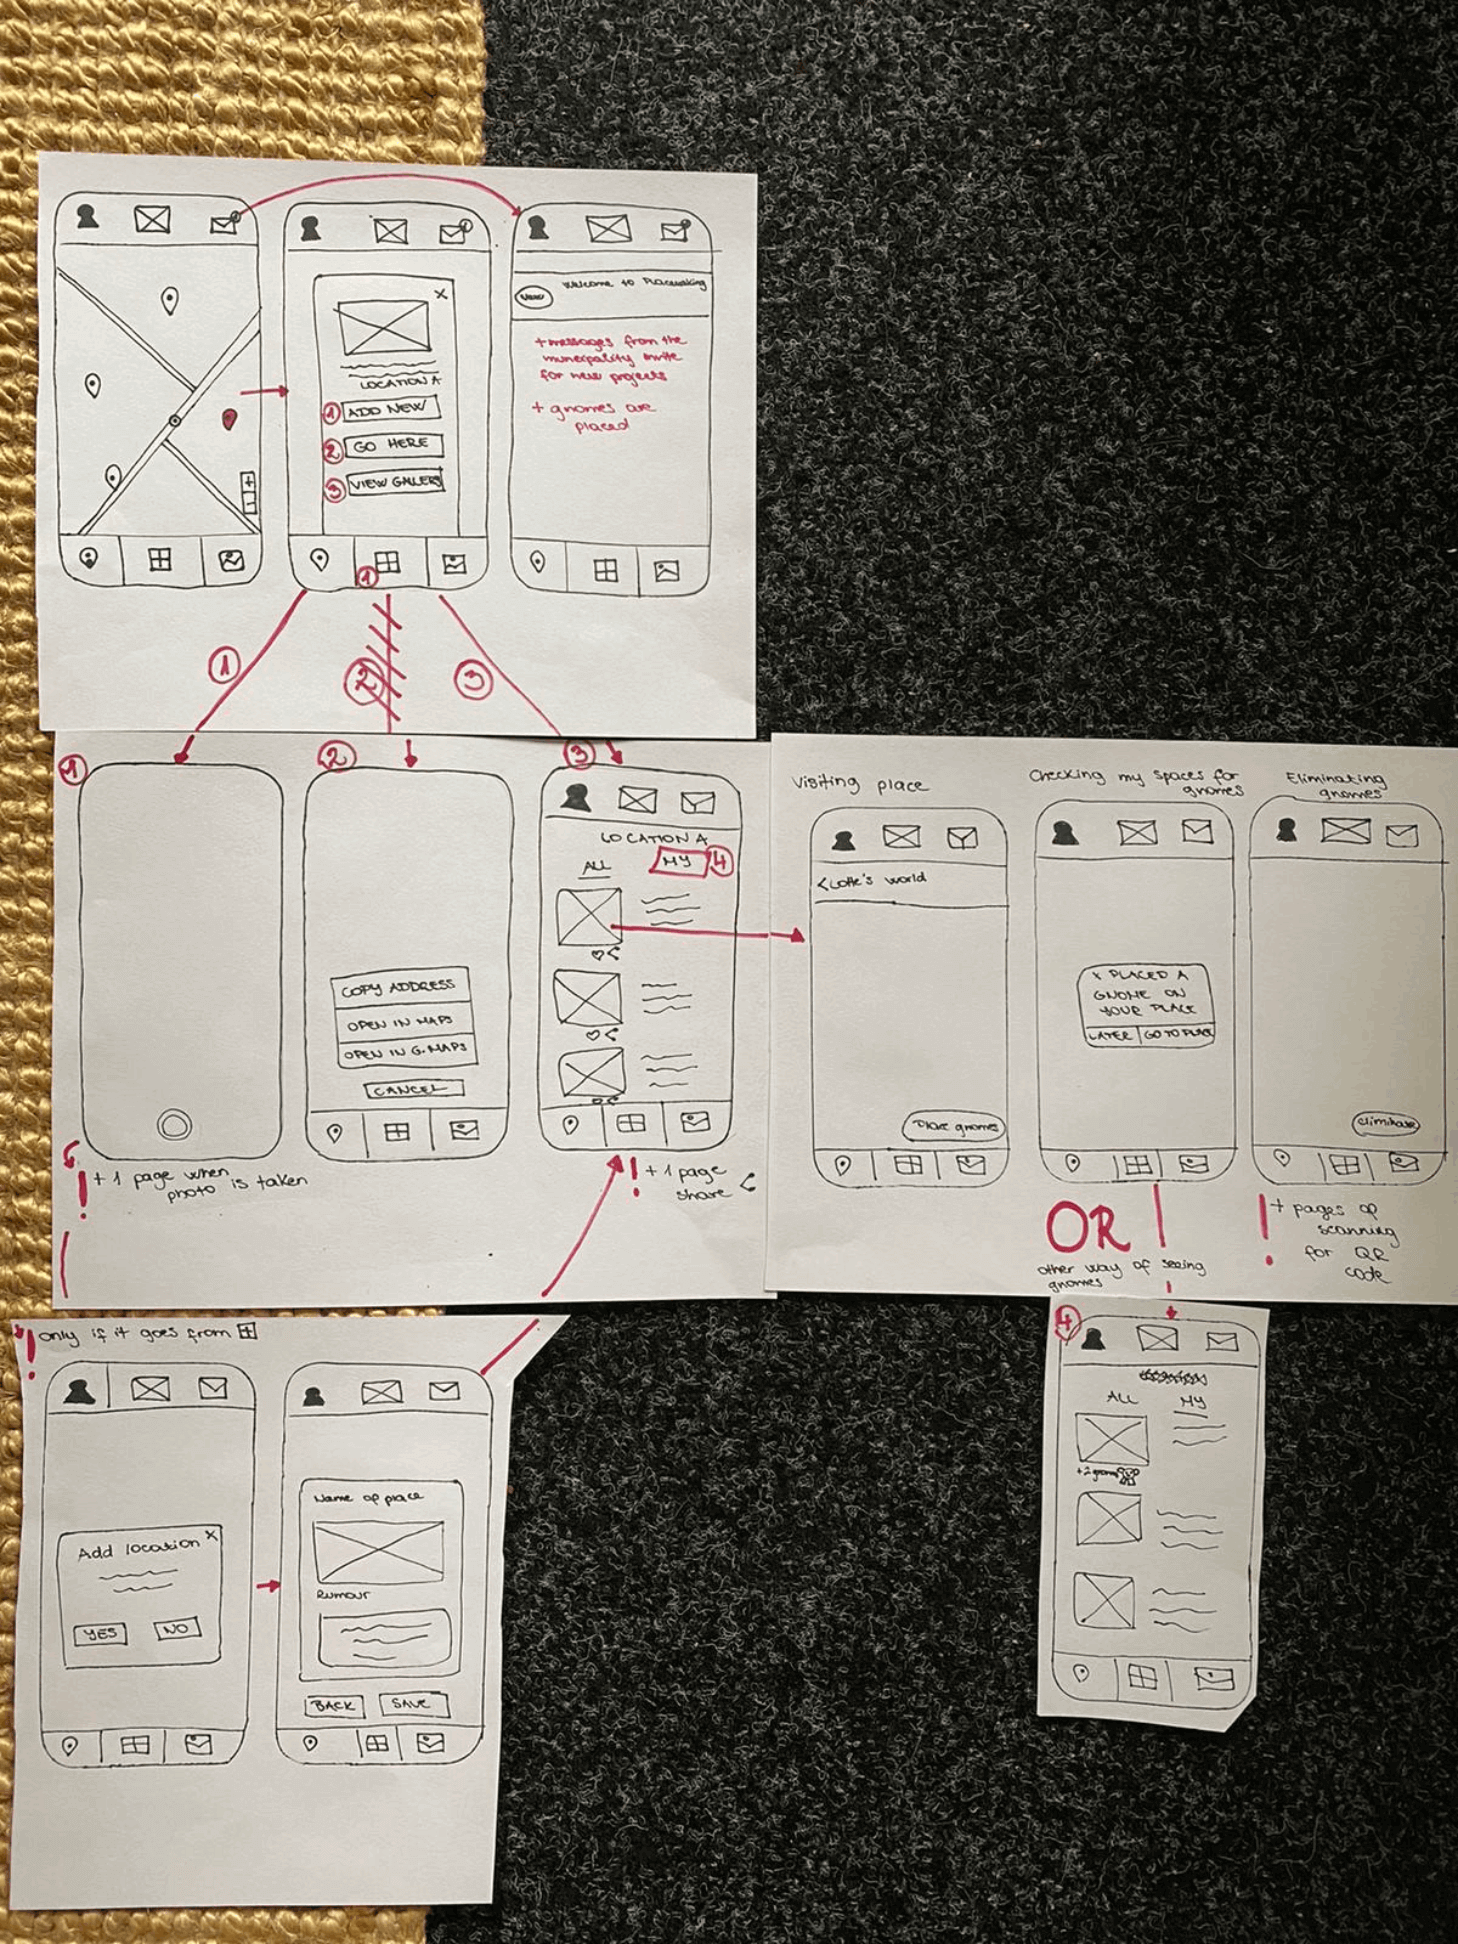 LOCATION A
1 ADD NEW
2 GO HERE
3 VIEW GALLERY
1
NEW
Welcome to Placemaking
+ messages from the
municipality invite
for new projects
+ gnomes are
placed
1
2
3
1
2
COPY ADDRESS
OPEN IN MAPS
OPEN IN G. MAPS
CANCEL
3
LOCATION A
ALL
MY 4
! + 1 page when
photo is taken
! + 1 page
share
Visiting place
< Lotte's world
Place gnomes
Checking my spaces for
gnomes
X PLACED A
GNOME ON
YOUR PLACE
LATER GO TO PLACE
Eliminating
gnomes
eliminate
OR
other way of seeing
gnomes
! + pages of
scanning
for QR
code
! only if it goes from
Add location X
YES NO
Name of place
Rumour
BACK SAVE
4
ALL MY